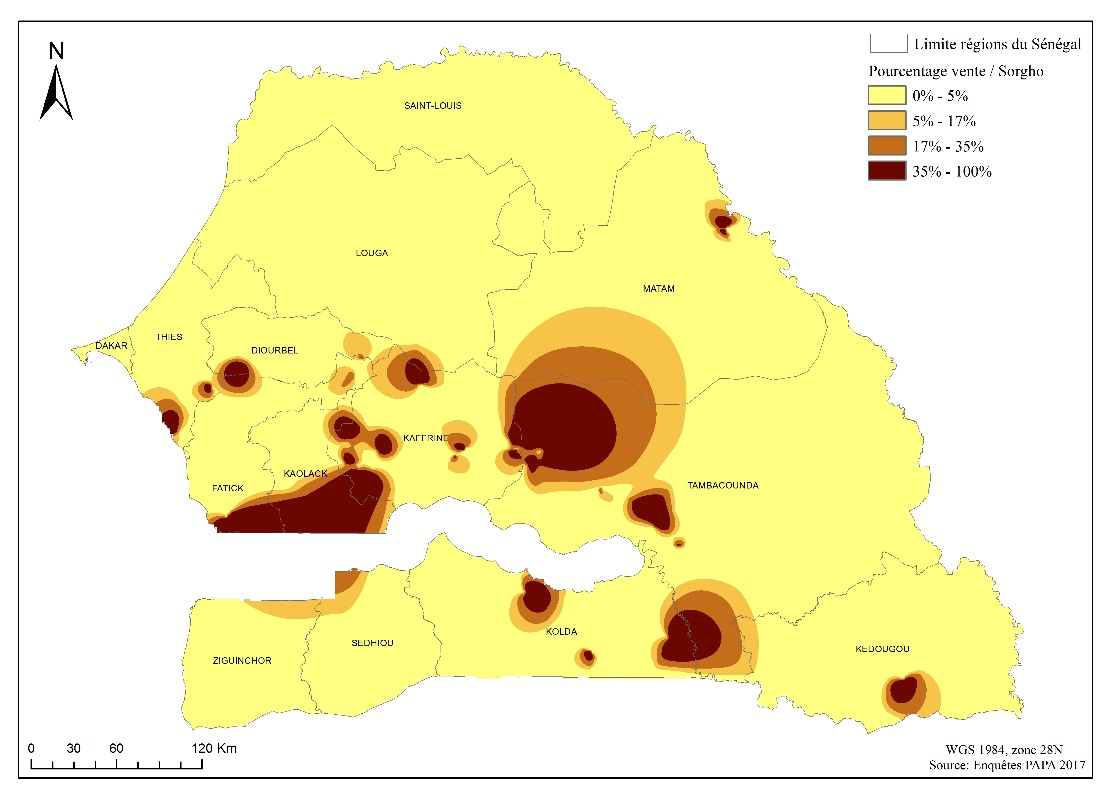 N
Limite régions du Sénégal
Pourcentage vente / Sorgho
0% - 5%
5% - 17%
17% - 35%
35% - 100%
SAINT-LOUIS
LOUGA
MATAM
THIES
DAKAR
DIOURBEL
KAFFRINE
KAOLACK
FATICK
TAMBACOUNDA
KOLDA
SEDHIOU
ZIGUINCHOR
KEDOUGOU
0 30 60 120 Km
WGS 1984, zone 28N
Source: Enquêtes PAPA 2017